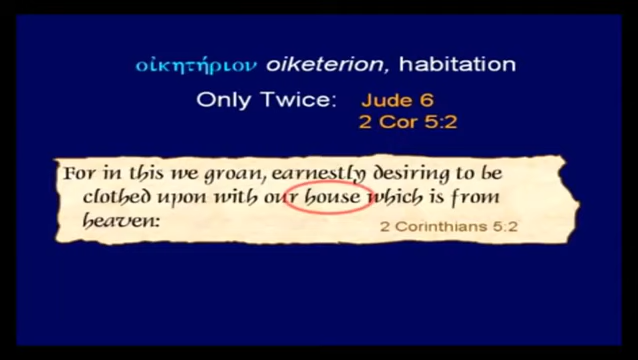 οἰκητήριον oiketerion, habitation
Only Twice: Jude 6
2 Cor 5:2
For in this we groan, earnestly desiring to be
clothed upon with our house which is from
heaven:
2 Corinthians 5:2